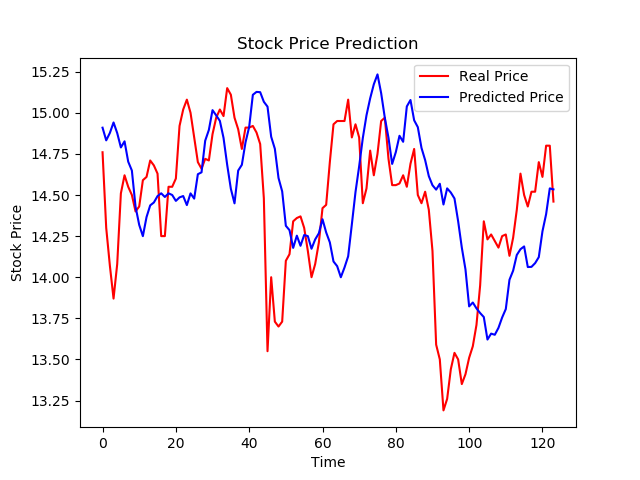 Stock Price Prediction
Real Price
Predicted Price
15.25
15.00
14.75
14.50
14.25
14.00
13.75
13.50
13.25
Stock Price
0 20 40 60 80 100 120
Time